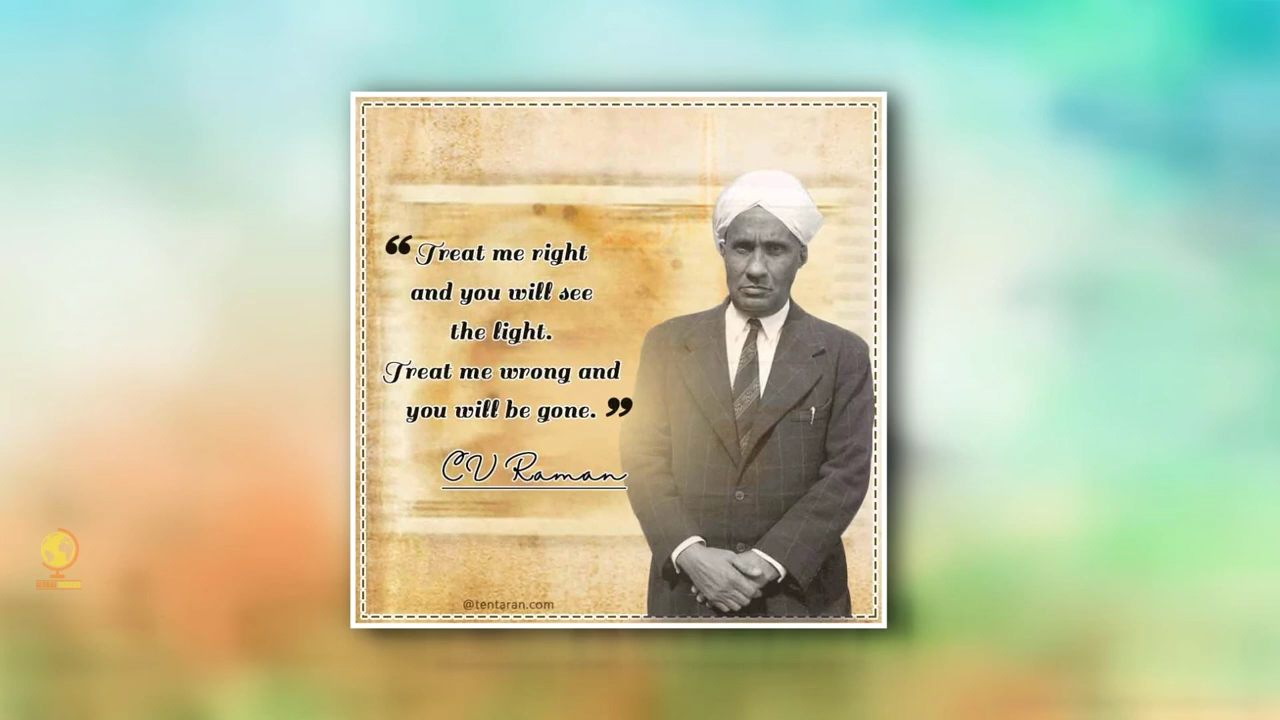 “Treat me right
and you will see
the light.
Treat me wrong and
you will be gone.”
CV Raman
@tentaran.com